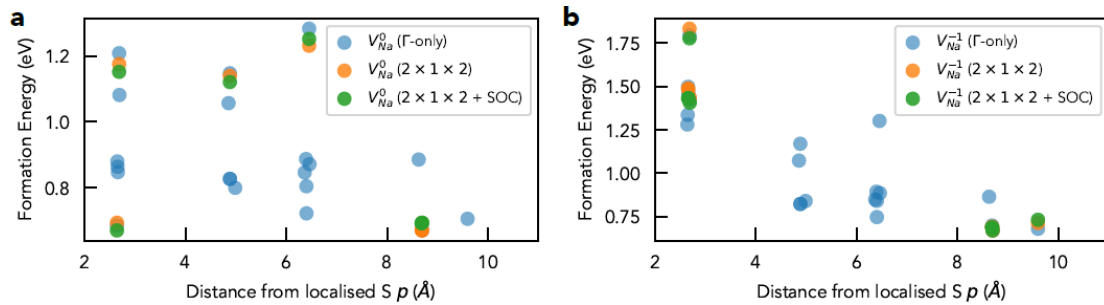 a
Formation Energy (eV)
1.2
1.0
0.8
2
4
6
8
10
Distance from localised S p (Å)
V⁰Na (Γ-only)
V⁰Na (2 × 1 × 2)
V⁰Na (2 × 1 × 2 + SOC)
b
Formation Energy (eV)
1.75
1.50
1.25
1.00
0.75
2
4
6
8
10
Distance from localised S p (Å)
V⁻¹Na (Γ-only)
V⁻¹Na (2 × 1 × 2)
V⁻¹Na (2 × 1 × 2 + SOC)